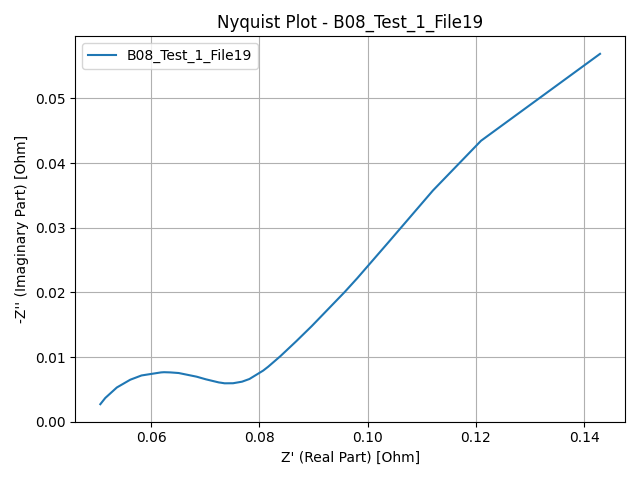 Nyquist Plot - B08_Test_1_File19
B08_Test_1_File19
-Z'' (Imaginary Part) [Ohm]
0.05
0.04
0.03
0.02
0.01
0.00
0.06 0.08 0.10 0.12 0.14
Z' (Real Part) [Ohm]